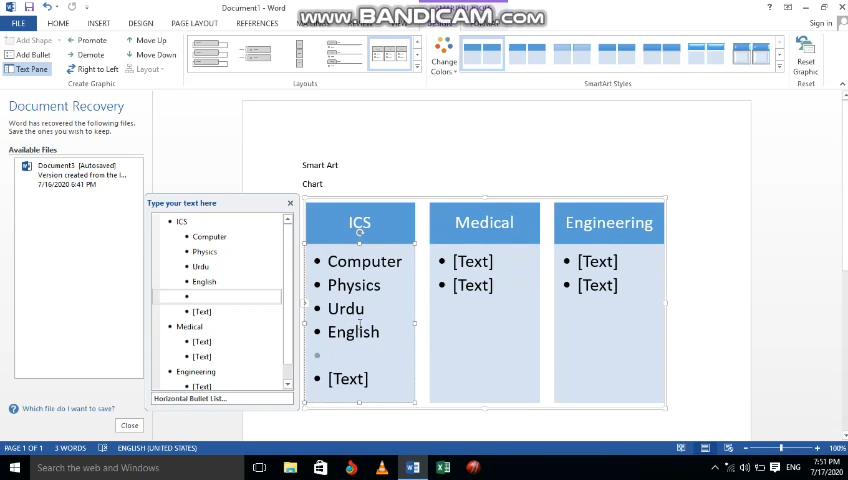 Document1 - Word
www.BANDICAM.com
FILE HOME INSERT DESIGN PAGE LAYOUT REFERENCES
Sign in
Add Shape Promote Move Up
Add Bullet Demote Move Down
Text Pane Right to Left Layout
Create Graphic
Layouts
Change Colors
SmartArt Styles
Reset Graphic
Reset
Document Recovery
Word has recovered the following files.
Save the ones you wish to keep.
Available Files
Document3 [Autosaved]
Version created from the l...
7/16/2020 6:41 PM
Which file do I want to save?
Close
Type your text here
ICS
Computer
Physics
Urdu
English
[Text]
Medical
[Text]
[Text]
Engineering
[Text]
Horizontal Bullet List...
Smart Art
Chart
ICS
Computer
Physics
Urdu
English
[Text]
Medical
[Text]
[Text]
Engineering
[Text]
[Text]
PAGE 1 OF 1 3 WORDS ENGLISH (UNITED STATES)
100%
Search the web and Windows
ENG
7:51 PM
7/17/2020